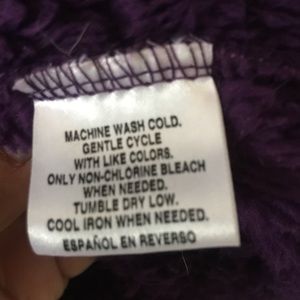 MACHINE WASH COLD.
GENTLE CYCLE
WITH LIKE COLORS.
ONLY NON-CHLORINE BLEACH
WHEN NEEDED.
TUMBLE DRY LOW.
COOL IRON WHEN NEEDED.
ESPAÑOL EN REVERSO